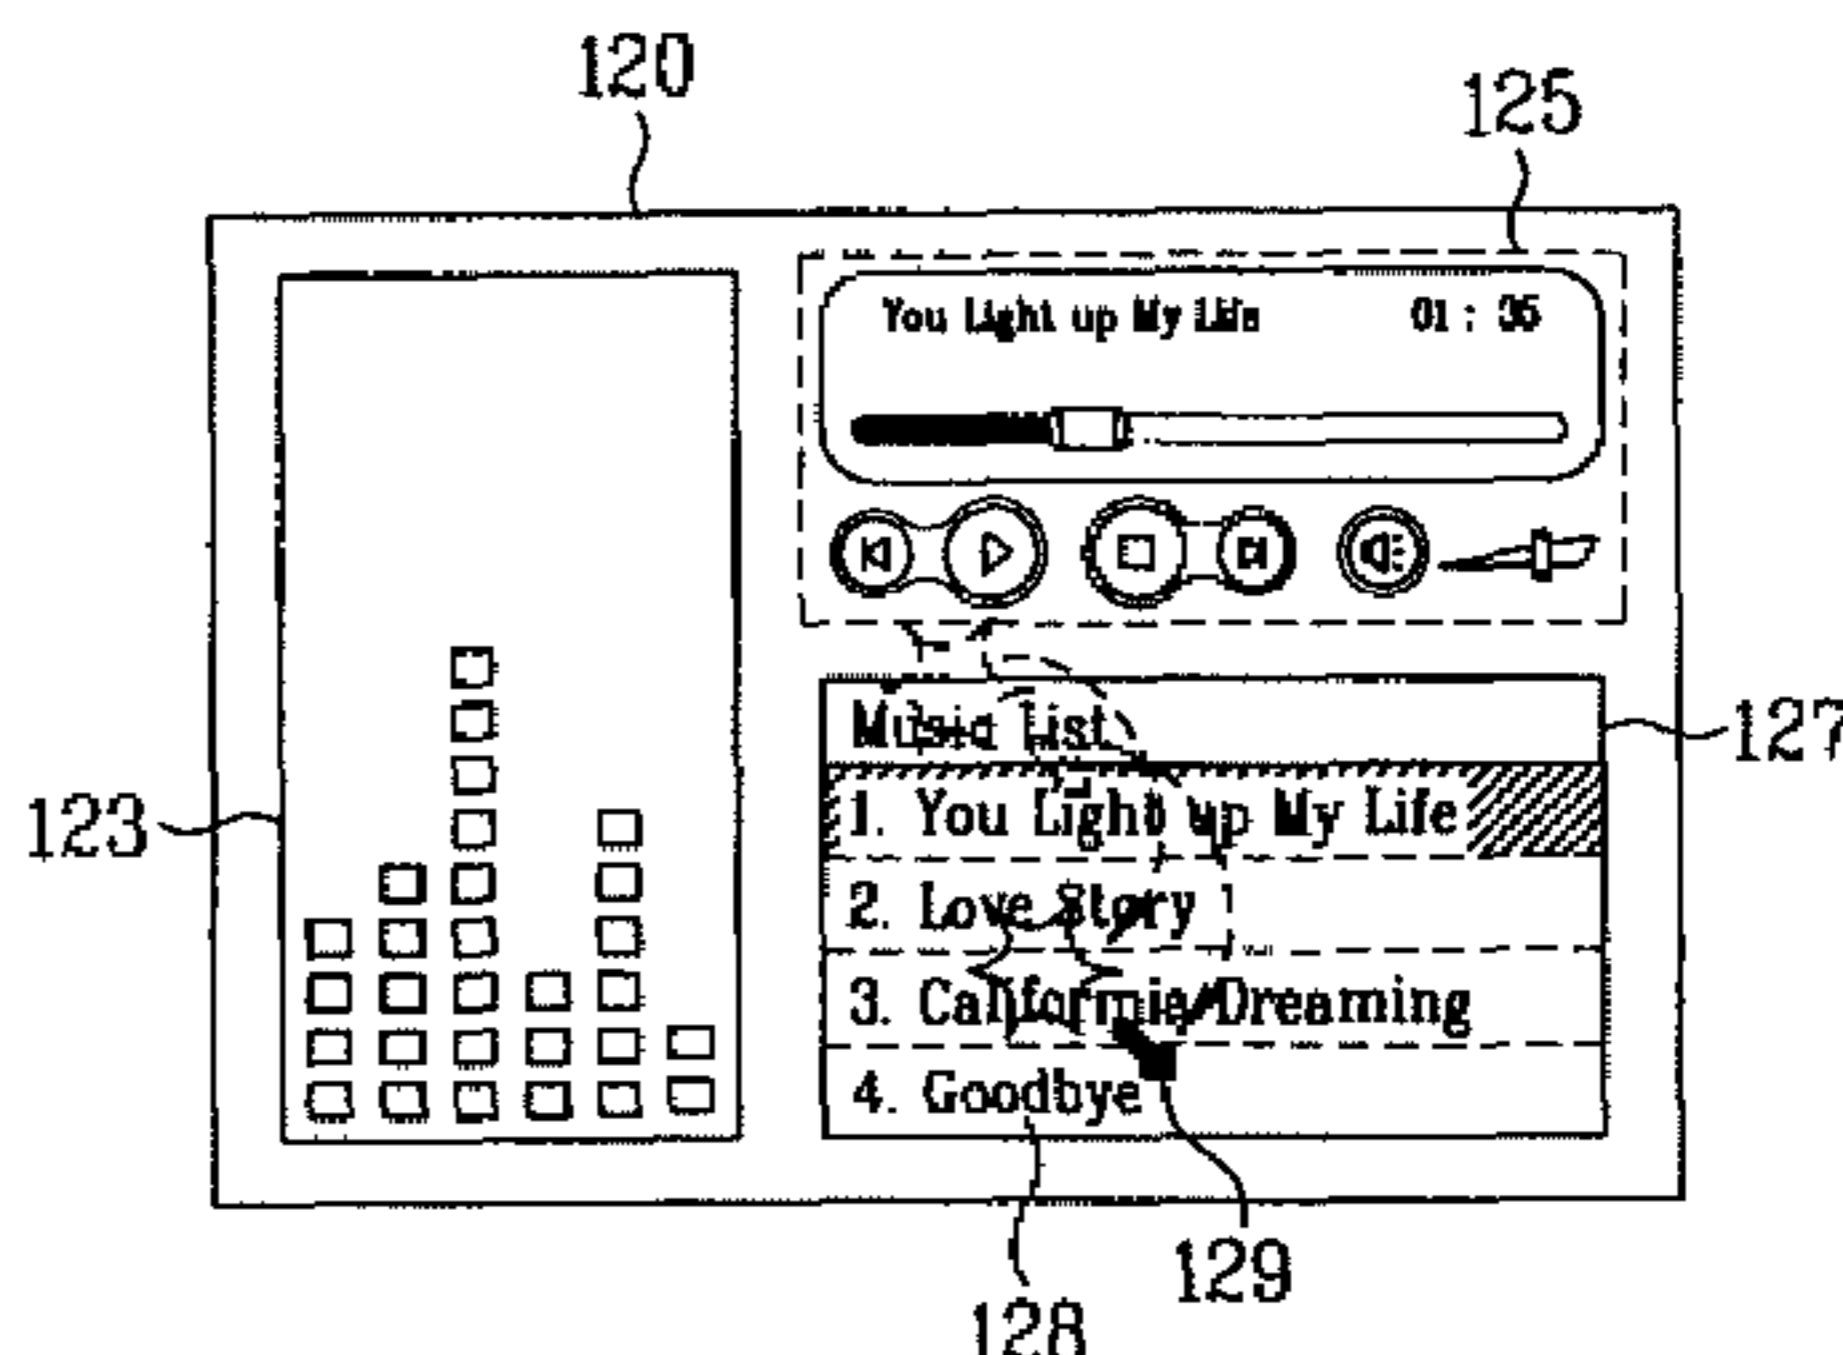 120
125
You Light up My Life 01 : 35
Music List
127
1. You Light up My Life
123
2. Love Story
3. Califormie Dreaming
4. Goodbye
129
128